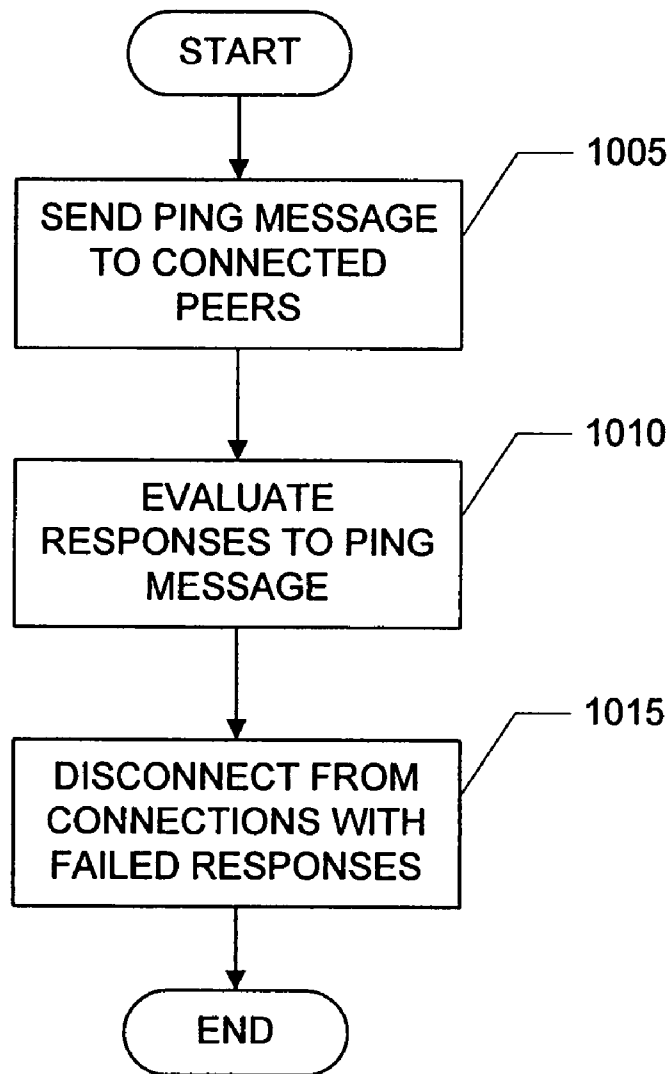 START
1005
SEND PING MESSAGE
TO CONNECTED
PEERS
1010
EVALUATE
RESPONSES TO PING
MESSAGE
1015
DISCONNECT FROM
CONNECTIONS WITH
FAILED RESPONSES
END